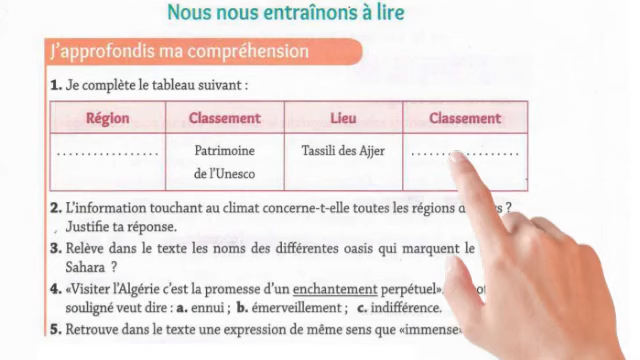 Nous nous entraînons à lire
J'approfondis ma compréhension
1. Je complète le tableau suivant :
Région Classement Lieu Classement
................. Patrimoine Tassili des Ajjer ..................
de l'Unesco
2. L'information touchant au climat concerne-t-elle toutes les régions ?
Justifie ta réponse.
3. Relève dans le texte les noms des différentes oasis qui marquent le
Sahara ?
4. «Visiter l'Algérie c'est la promesse d'un enchantement perpétuel».
souligné veut dire : a. ennui ; b. émerveillement ; c. indifférence.
5. Retrouve dans le texte une expression de même sens que «immense»